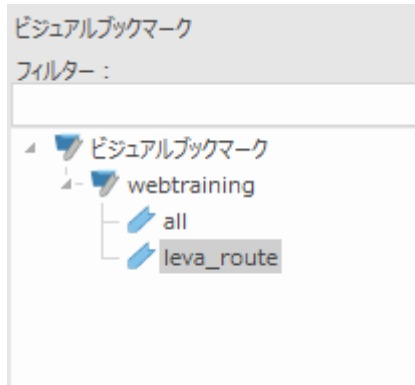 ビジュアルブックマーク
フィルター：
ビジュアルブックマーク
webtraining
all
leva_route